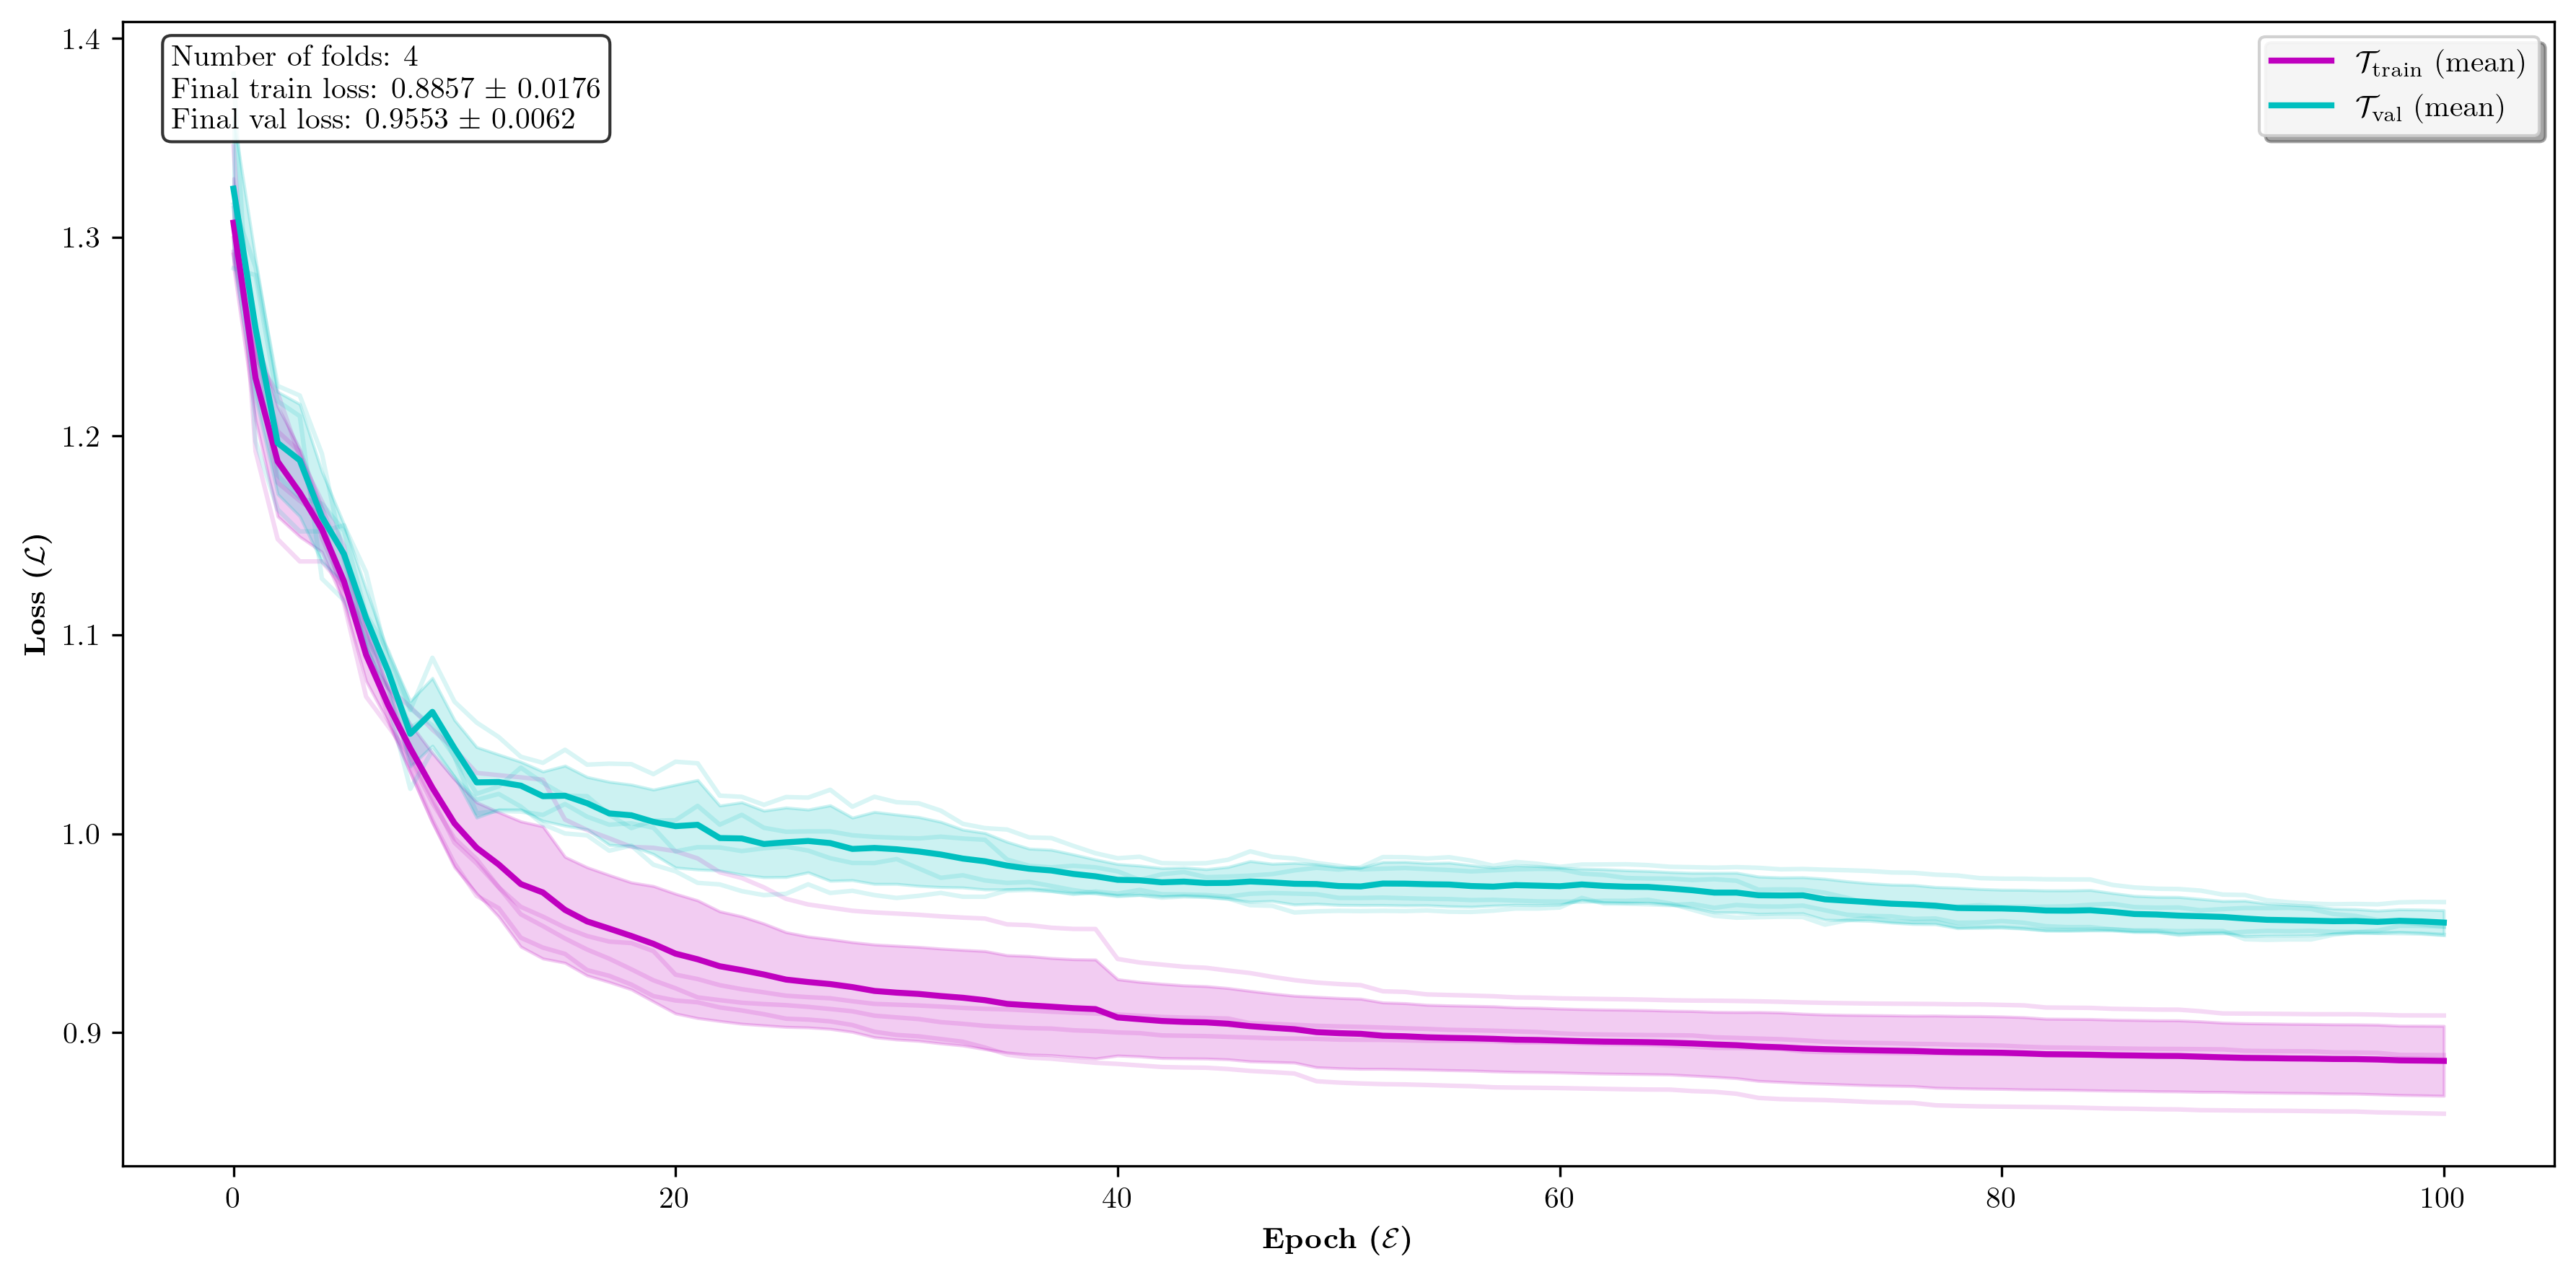 Number of folds: 4
Final train loss: 0.8857 ± 0.0176
Final val loss: 0.9553 ± 0.0062
𝒯train (mean)
𝒯val (mean)
1.4
1.3
1.2
1.1
1.0
0.9
Loss (ℒ)
0 20 40 60 80 100
Epoch (ℰ)